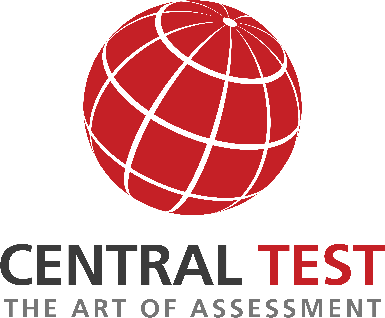 CENTRAL TEST
THE ART OF ASSESSMENT